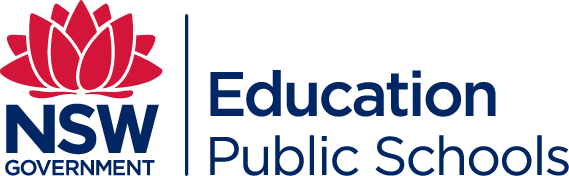 NSW
GOVERNMENT
Education
Public Schools